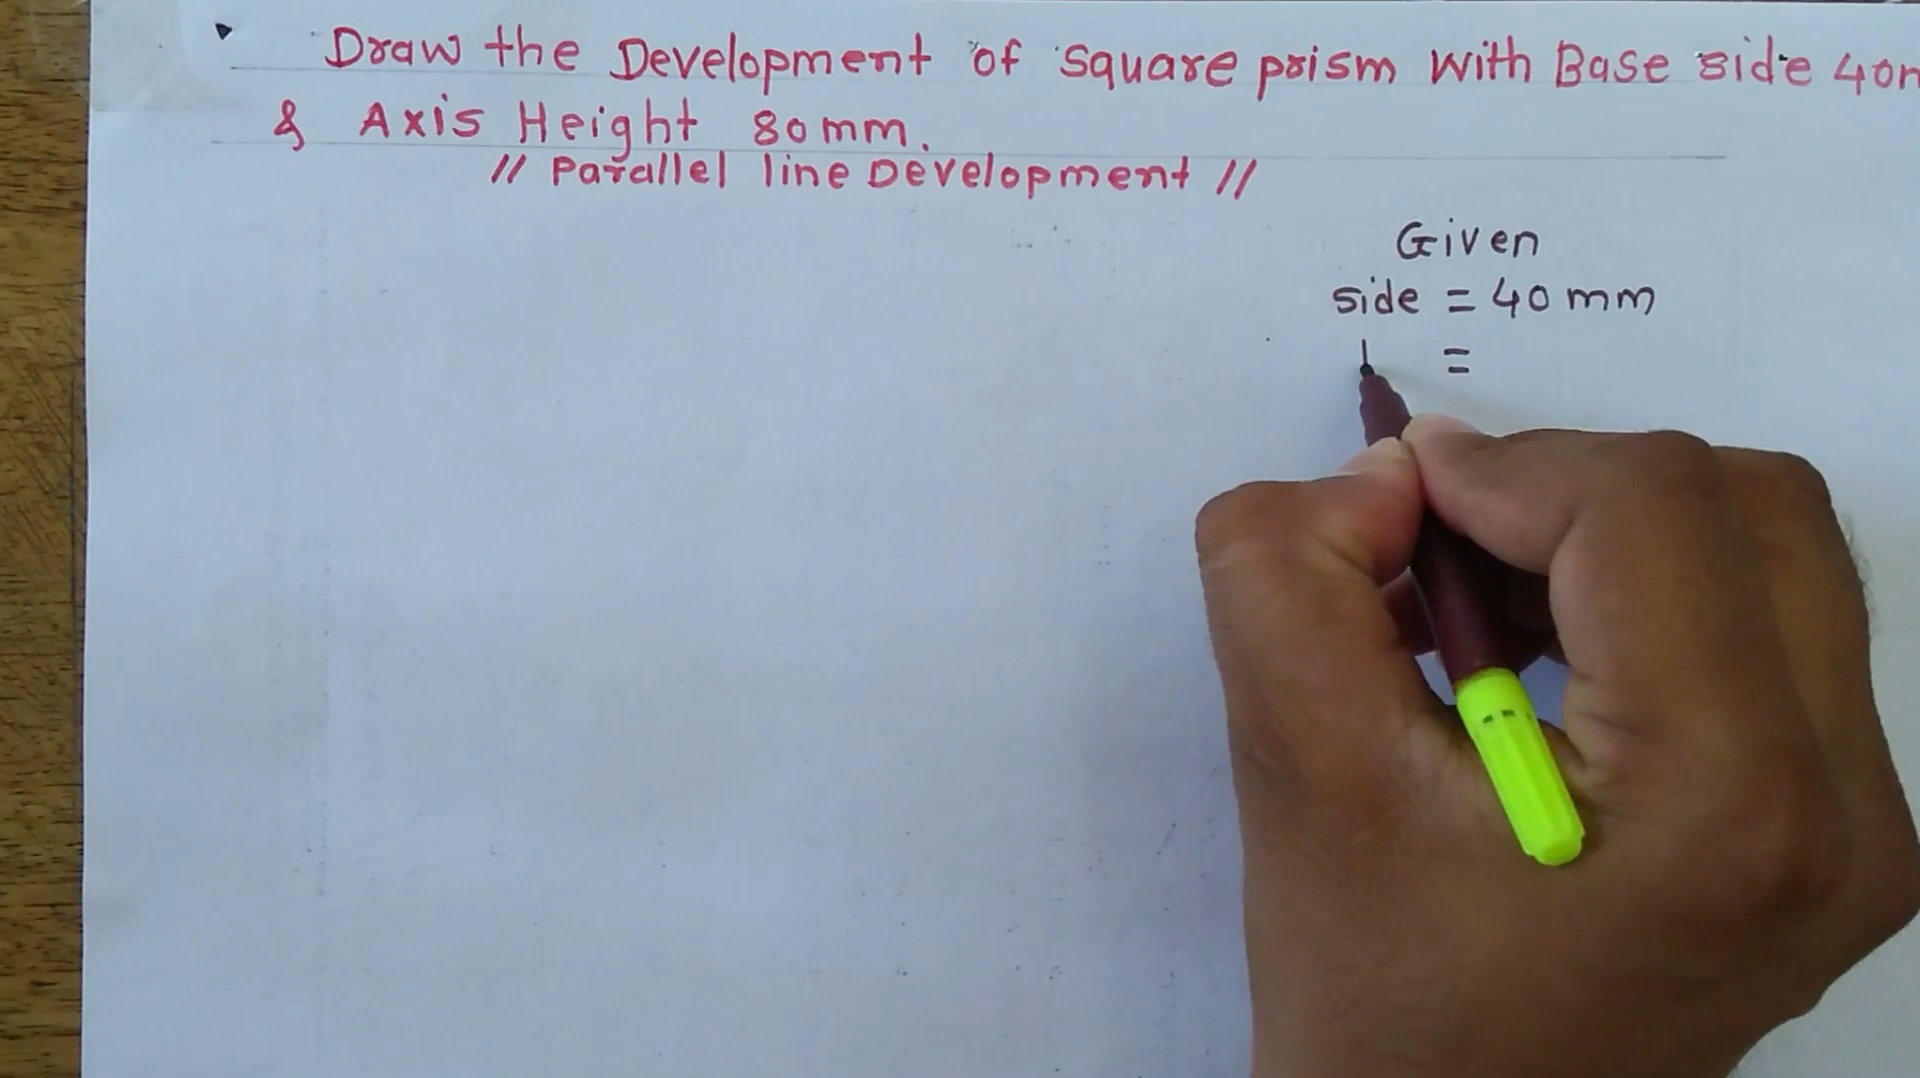 Draw the Development of square prism with Base side 40m
& Axis Height 80mm.
// Parallel line Development //
Given
side = 40 mm
=